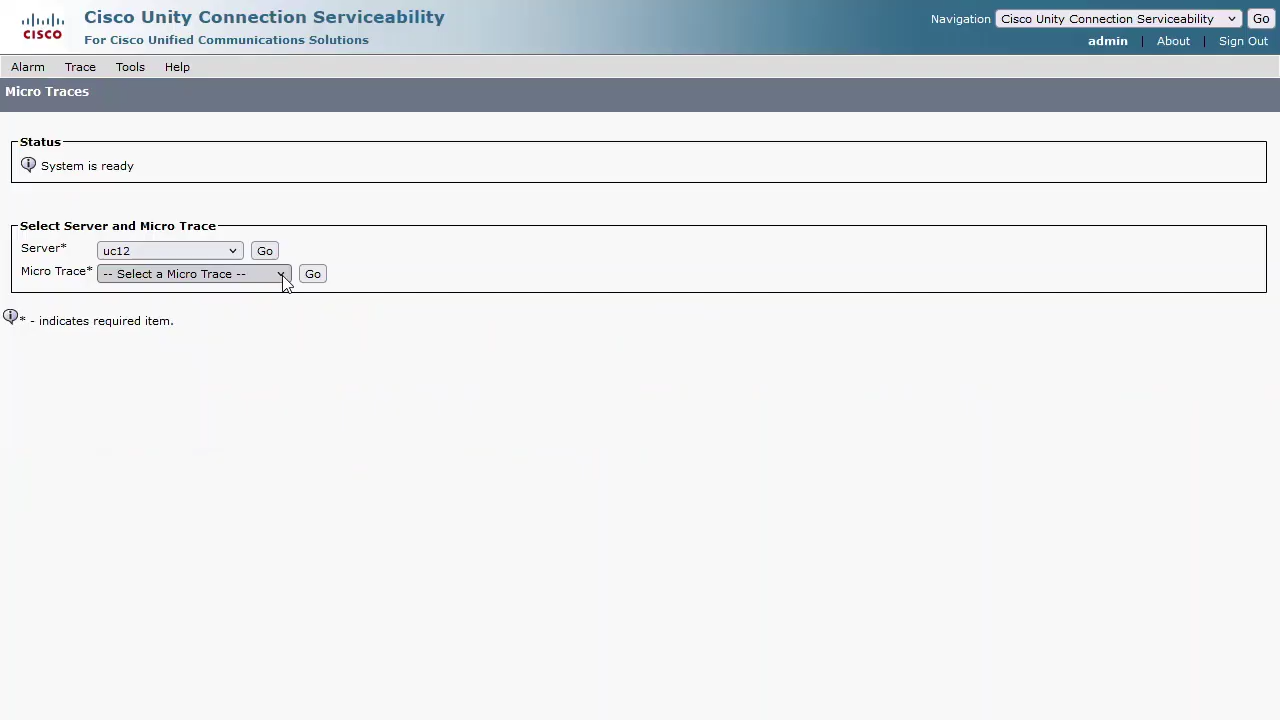 Cisco Unity Connection Serviceability
For Cisco Unified Communications Solutions
CISCO
Navigation Cisco Unity Connection Serviceability Go
admin | About | Sign Out
Alarm Trace Tools Help
Micro Traces
Status
System is ready
Select Server and Micro Trace
Server* uc12 Go
Micro Trace* -- Select a Micro Trace -- Go
* - indicates required item.